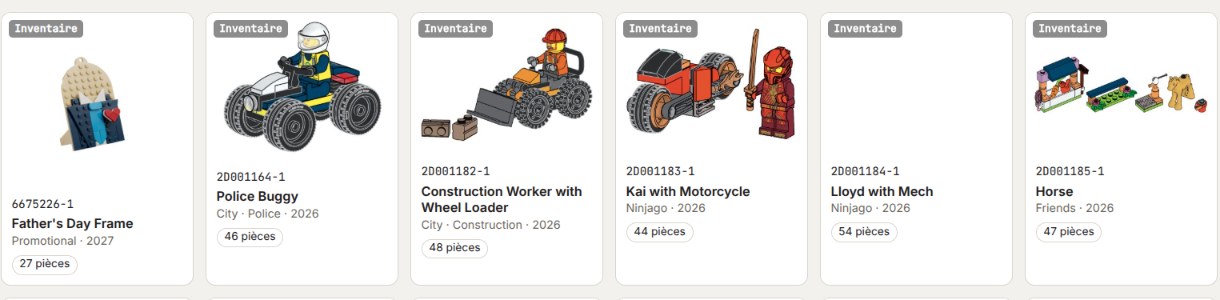 Inventaire
6675226-1
Father's Day Frame
Promotional · 2027
27 pièces
Inventaire
2D001164-1
Police Buggy
City · Police · 2026
46 pièces
Inventaire
2D001182-1
Construction Worker with
Wheel Loader
City · Construction · 2026
48 pièces
Inventaire
2D001183-1
Kai with Motorcycle
Ninjago · 2026
44 pièces
Inventaire
2D001184-1
Lloyd with Mech
Ninjago · 2026
54 pièces
Inventaire
2D001185-1
Horse
Friends · 2026
47 pièces